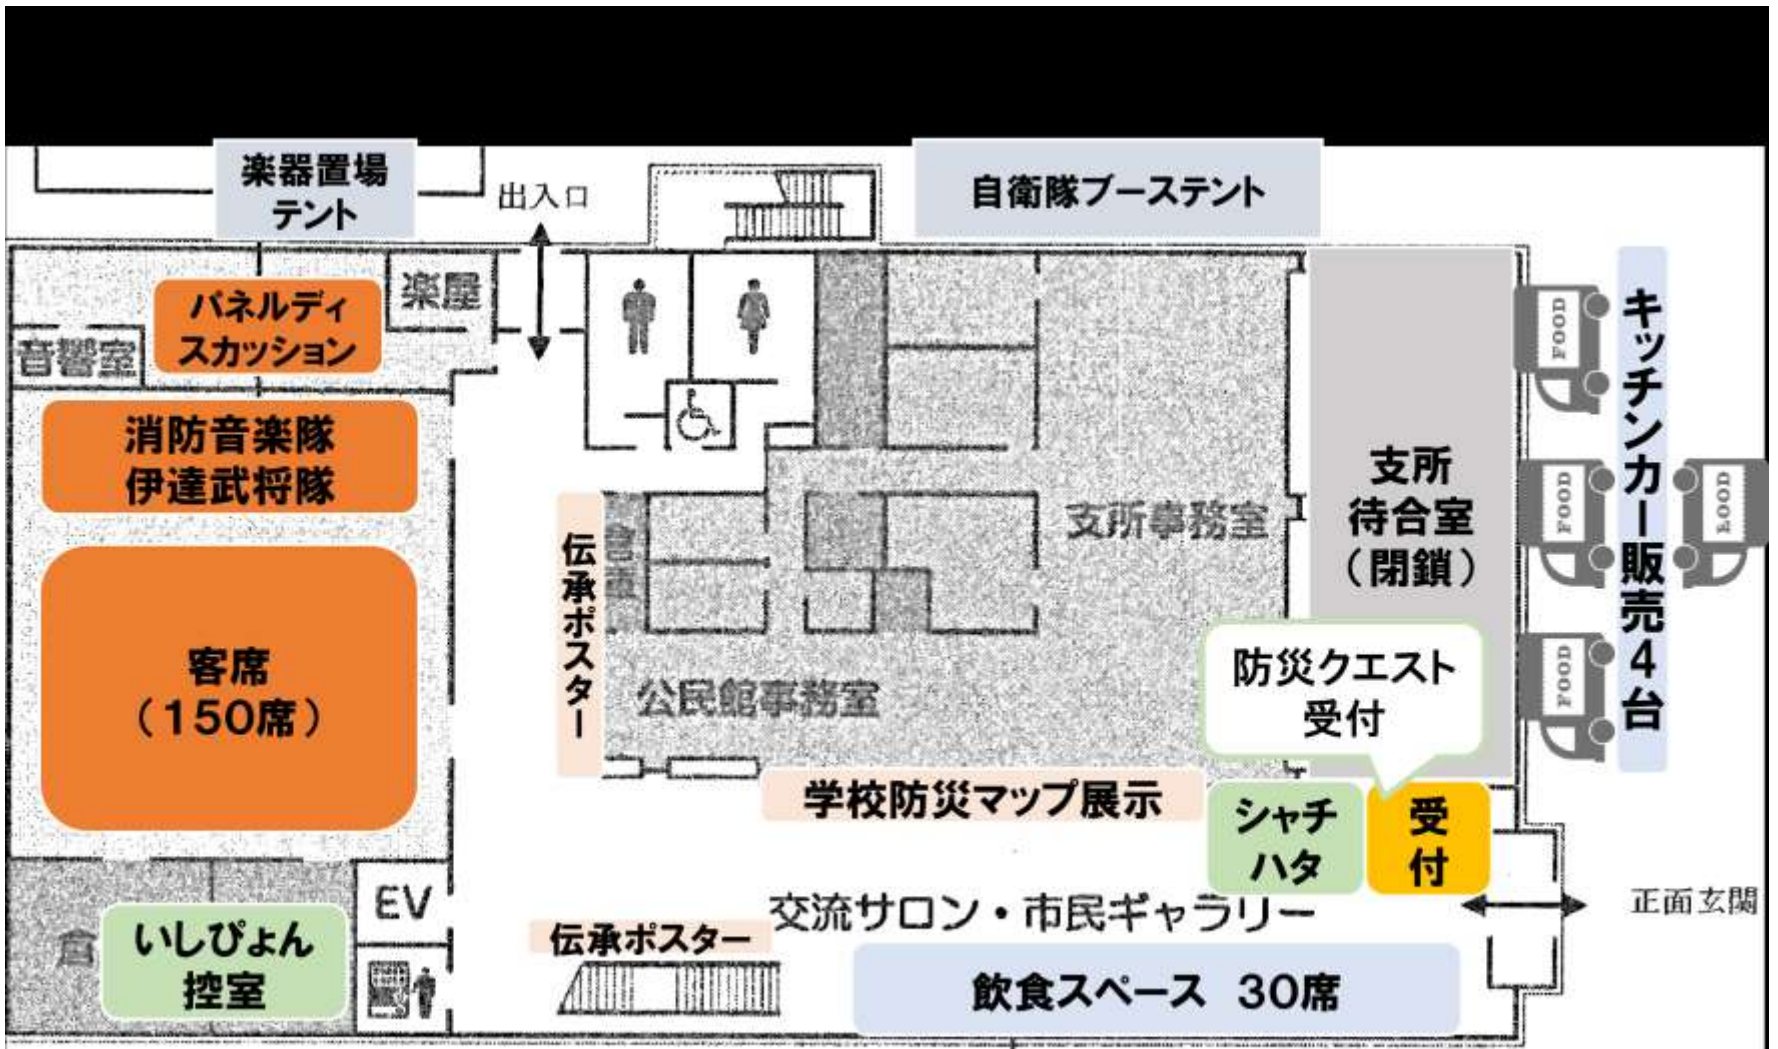 楽器置場
テント
出入口
自衛隊ブーステント
パネルディ
スカッション
楽屋
音響室
消防音楽隊
伊達武将隊
客席
（150席）
伝承ポスター
支所事務室
公民館事務室
支所
待合室
（閉鎖）
キッチンカー販売4台
FOOD
FOOD
FOOD
FOOD
防災クエスト
受付
学校防災マップ展示
シャチ
ハタ
受
付
EV
倉
いしぴょん
控室
交流サロン・市民ギャラリー
正面玄関
伝承ポスター
飲食スペース 30席